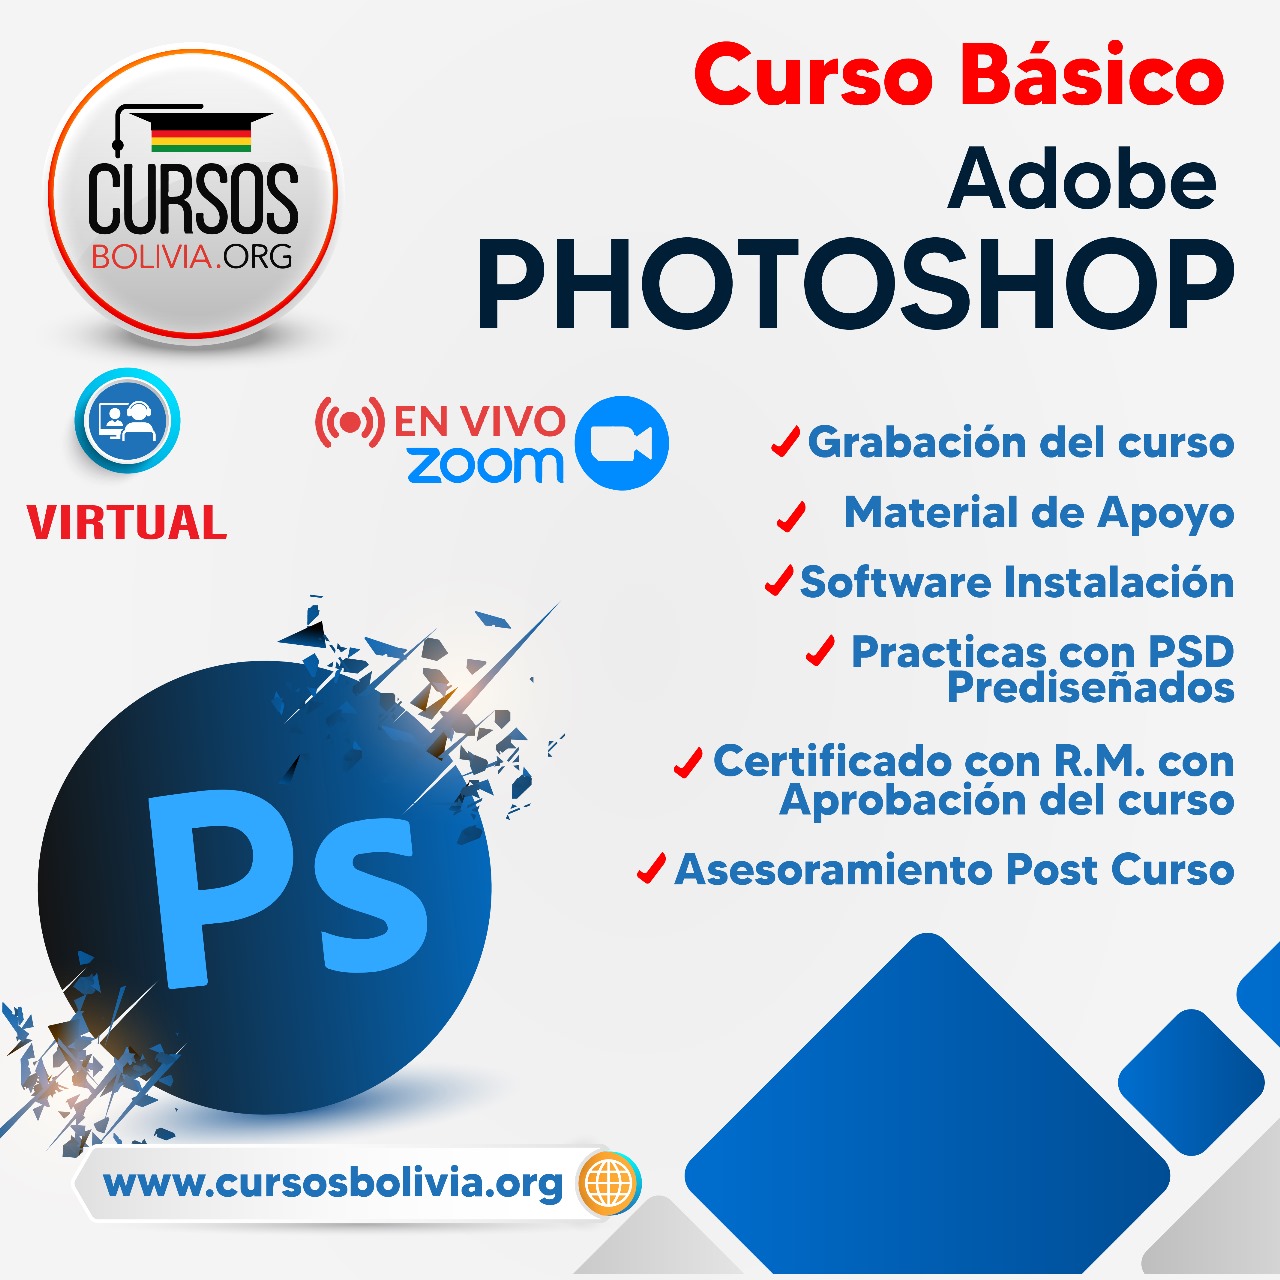 Curso Básico
Adobe
PHOTOSHOP
CURSOS
BOLIVIA.ORG
VIRTUAL
EN VIVO
zoom
Grabación del curso
Material de Apoyo
Software Instalación
Practicas con PSD
Prediseñados
Certificado con R.M. con
Aprobación del curso
Asesoramiento Post Curso
Ps
www.cursosbolivia.org